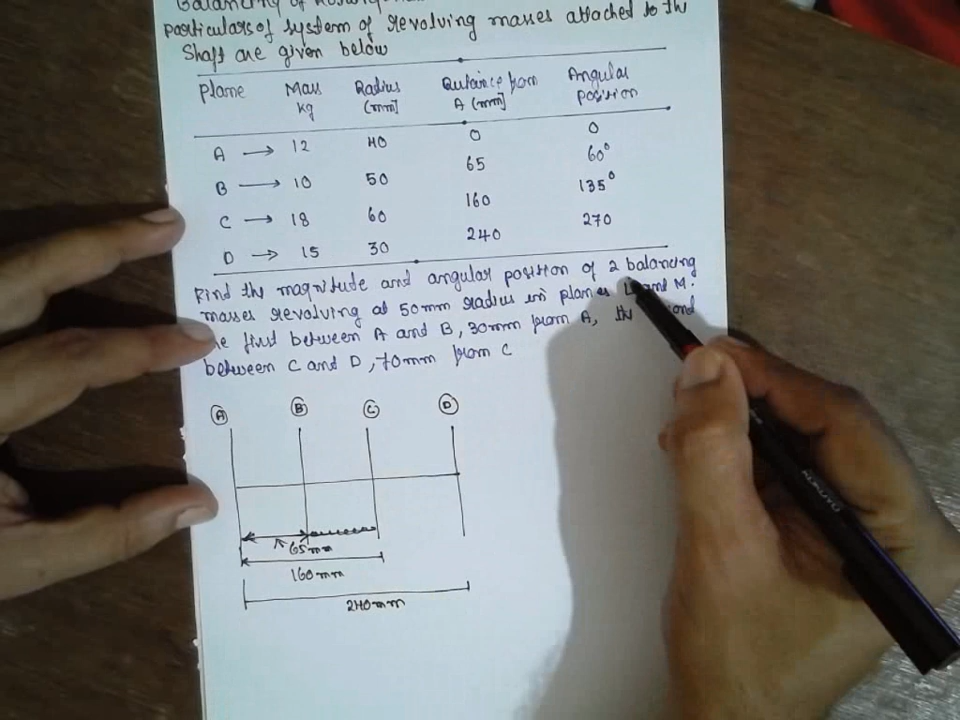 Balancing of
particulars of system of revolving masses attached to the
Shaft are given below
plane Mass kg Radius (mm) Distance from A (mm) Angular position
A → 12 40 0 0
B → 10 50 65 60°
C → 18 60 160 135°
D → 15 30 240 270
Find the magnitude and angular position of 2 balancing
masses revolving at 50mm radius in planes L and M.
first between A and B, 30mm from A,
between C and D, 70mm from C
A B C D
65mm
160mm
240mm
KOKUYO